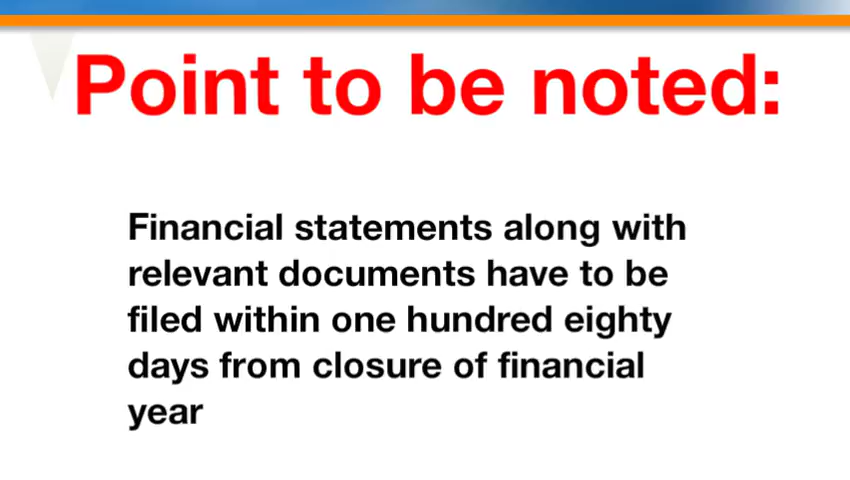 Point to be noted:
Financial statements along with
relevant documents have to be
filed within one hundred eighty
days from closure of financial
year